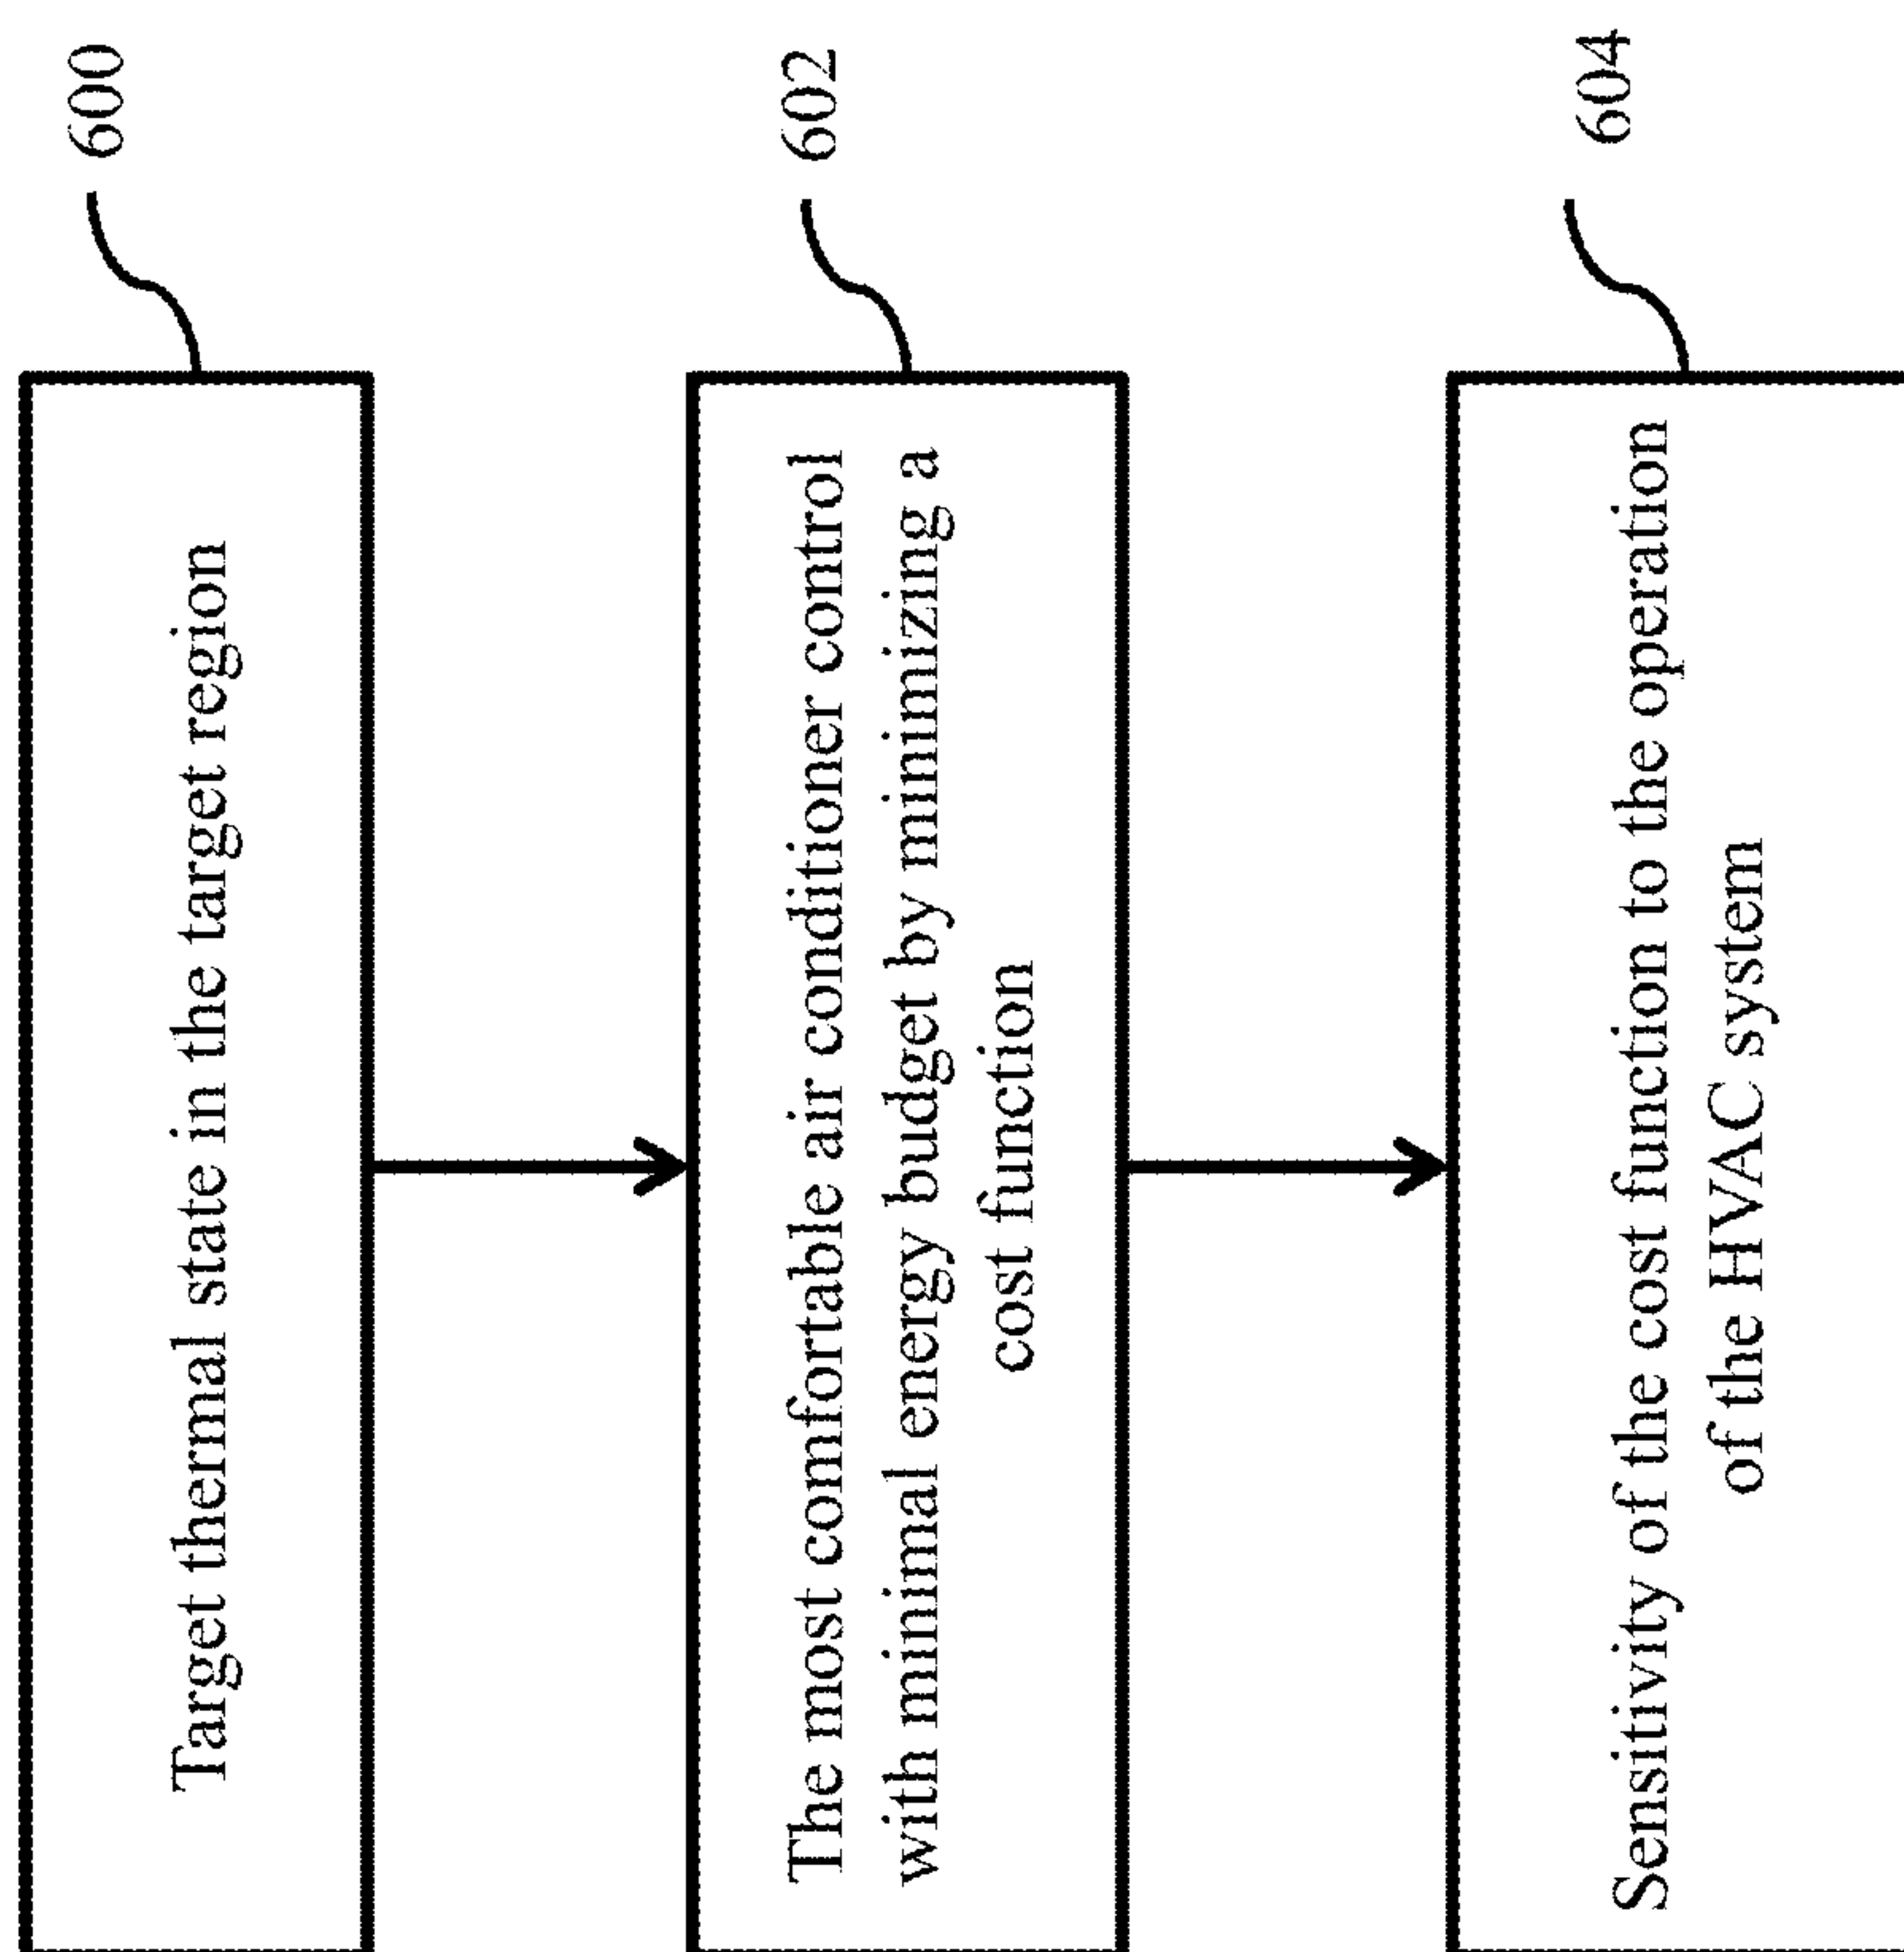 Target thermal state in the target region
600
The most comfortable air conditioner control
with minimal energy budget by minimizing a
cost function
602
Sensitivity of the cost function to the operation
of the HVAC system
604